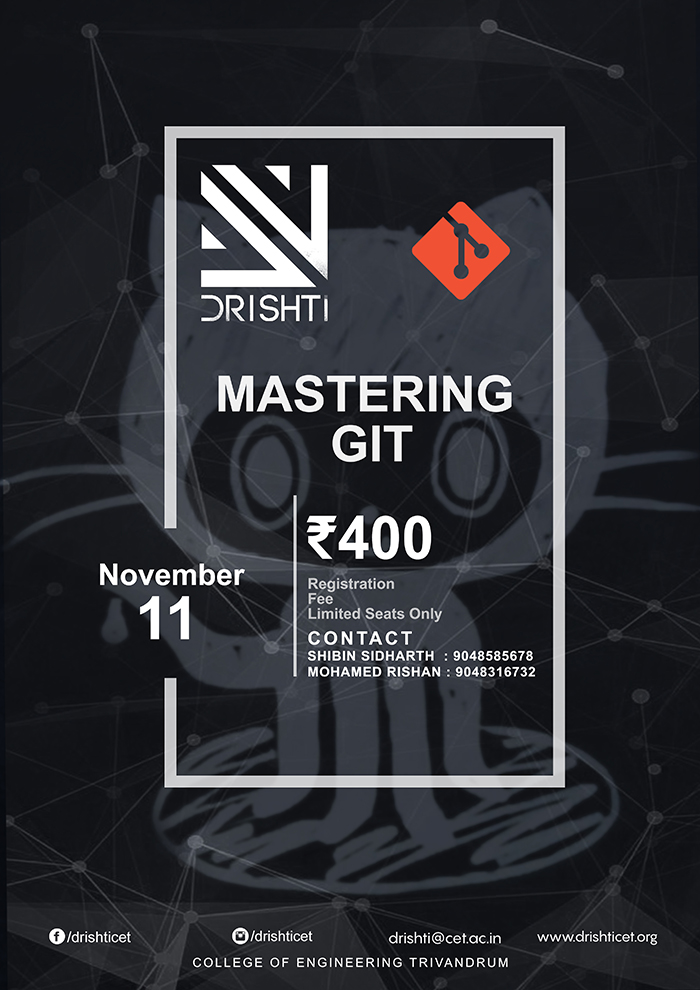 DRISHTI
MASTERING
GIT
November
11
₹400
Registration
Fee
Limited Seats Only
CONTACT
SHIBIN SIDHARTH : 9048585678
MOHAMED RISHAN : 9048316732
/drishticet
/drishticet
drishti@cet.ac.in
www.drishticet.org
COLLEGE OF ENGINEERING TRIVANDRUM